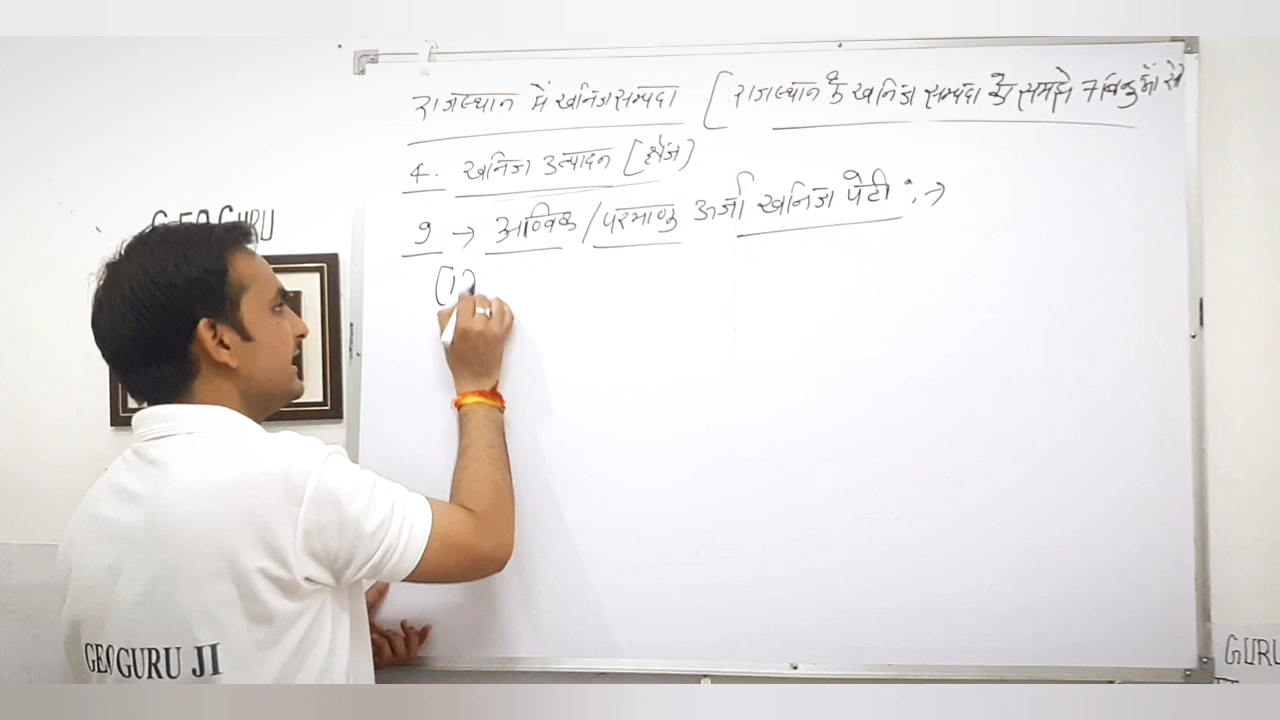 राजस्थान में खनिज सम्पदा [राजस्थान के खनिज सम्पदा को समझे 7 बिन्दुओं से
4. खनिज उत्पादन [क्षेत्र)
9 → आण्विक / परमाणु ऊर्जा खनिज पेटी :→
(1)
GEO GURU
GEO GURU JI
GURU